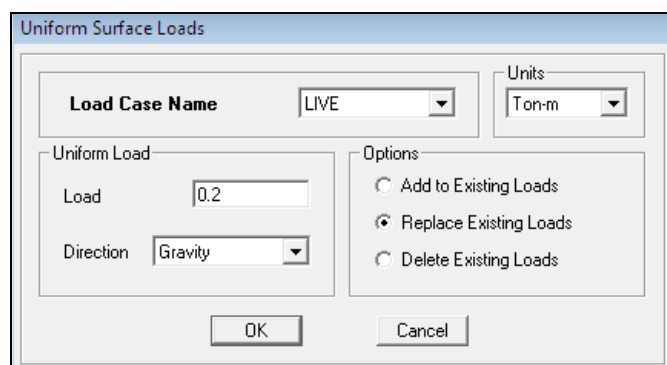 Uniform Surface Loads
Units
Load Case Name LIVE Ton-m
Uniform Load
Load 0.2
Direction Gravity
Options
Add to Existing Loads
Replace Existing Loads
Delete Existing Loads
OK Cancel